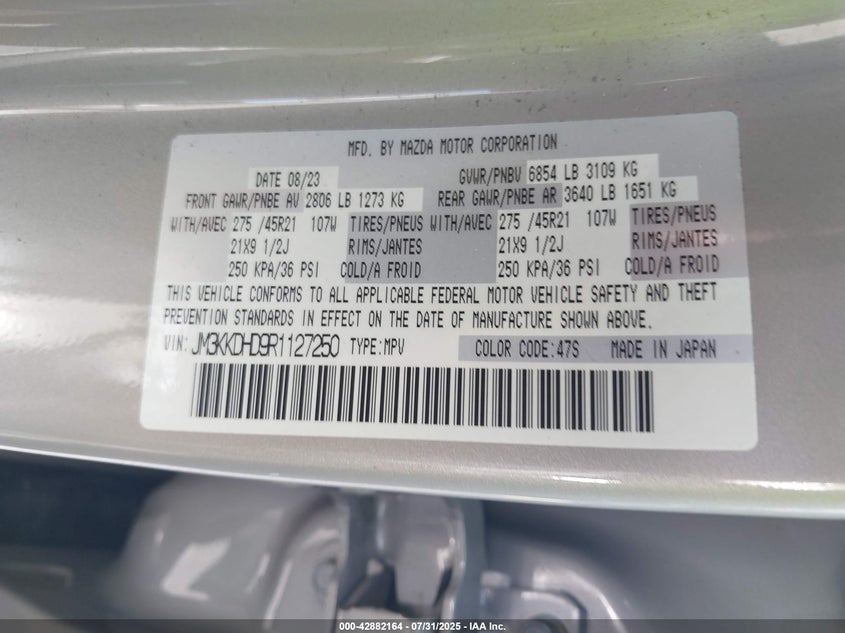 MFD. BY MAZDA MOTOR CORPORATION
DATE 08/23 GVWR/PNBV 6854 LB 3109 KG
FRONT GAWR/PNBE AV 2806 LB 1273 KG REAR GAWR/PNBE AR 3640 LB 1651 KG
WITH/AVEC 275 /45R21 107W TIRES/PNEUS WITH/AVEC 275 /45R21 107W TIRES/PNEUS
21X9 1/2J RIMS/JANTES 21X9 1/2J RIMS/JANTES
250 KPA/36 PSI COLD/A FROID 250 KPA/36 PSI COLD/A FROID
THIS VEHICLE CONFORMS TO ALL APPLICABLE FEDERAL MOTOR VEHICLE SAFETY AND THEFT
PREVENTION STANDARDS IN EFFECT ON THE DATE OF MANUFACTURE SHOWN ABOVE.
VIN: JM3KKDHD9R1127250 TYPE:MPV COLOR CODE:47S MADE IN JAPAN
000-42882164 - 07/31/2025 - IAA Inc.